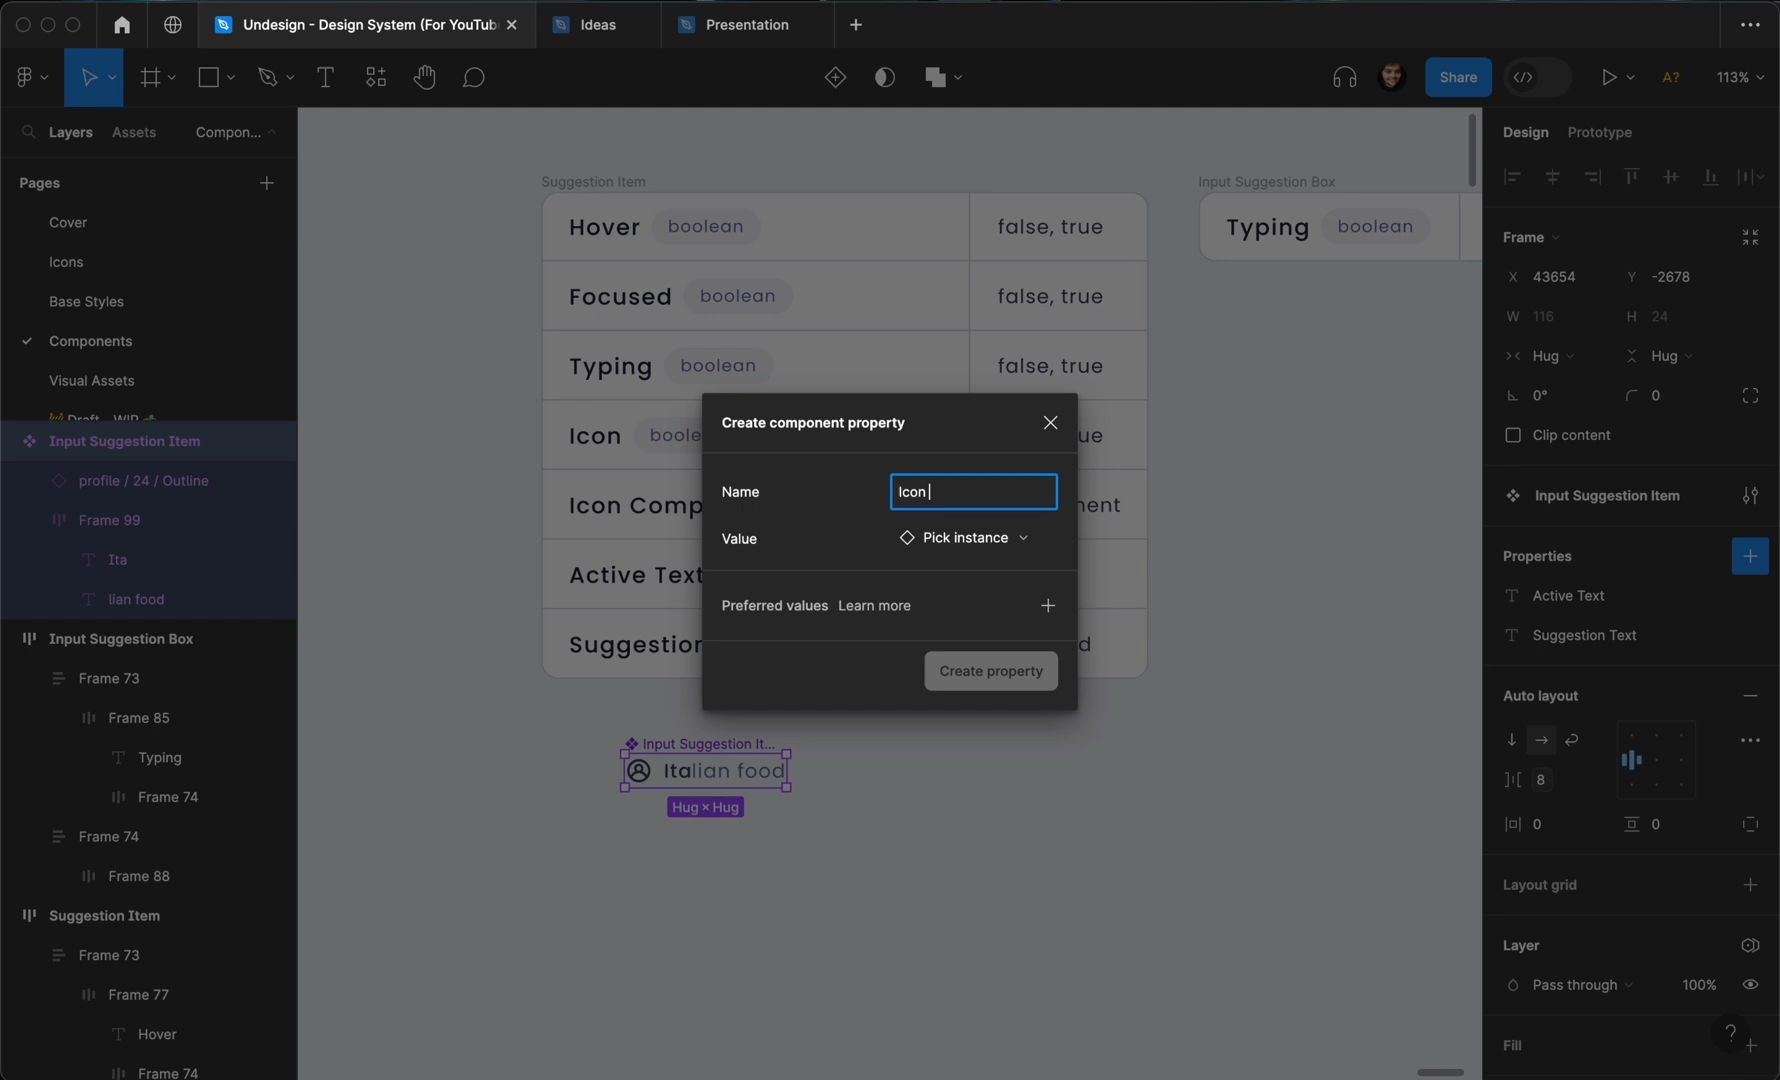 Undesign - Design System (For YouTub
Ideas
Presentation
Share
A?
113%
Layers
Assets
Compon...
Pages
Cover
Icons
Base Styles
Components
Visual Assets
Draft - WIP
Input Suggestion Item
profile / 24 / Outline
Frame 99
Ita
lian food
Input Suggestion Box
Frame 73
Frame 85
Typing
Frame 74
Frame 74
Frame 88
Suggestion Item
Frame 73
Frame 77
Hover
Frame 74
Suggestion Item
Hover boolean false, true
Focused boolean false, true
Typing boolean false, true
Icon boole ue
Icon Comp nent
Active Text
Suggestion d
Input Suggestion Box
Typing boolean
Create component property
Name Icon
Value Pick instance
Preferred values Learn more
Create property
Input Suggestion It...
Italian food
Hug × Hug
Design
Prototype
Frame
X 43654 Y -2678
W 116 H 24
Hug Hug
0° 0
Clip content
Input Suggestion Item
Properties
Active Text
Suggestion Text
Auto layout
8
0 0
Layout grid
Layer
Pass through 100%
Fill
?